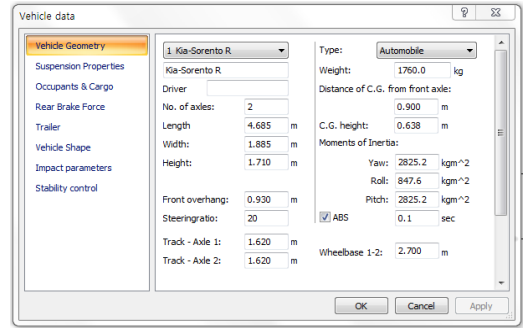 Vehicle data
Vehicle Geometry
Suspension Properties
Occupants & Cargo
Rear Brake Force
Trailer
Vehicle Shape
Impact parameters
Stability control
1 Kia-Sorento R
Kia-Sorento R
Driver
No. of axles: 2
Length 4.685 m
Width: 1.885 m
Height: 1.710 m
Front overhang: 0.930 m
Steeringratio: 20
Track - Axle 1: 1.620 m
Track - Axle 2: 1.620 m
Type: Automobile
Weight: 1760.0 kg
Distance of C.G. from front axle:
0.900 m
C.G. height: 0.638 m
Moments of Inertia:
Yaw: 2825.2 kgm^2
Roll: 847.6 kgm^2
Pitch: 2825.2 kgm^2
ABS 0.1 sec
Wheelbase 1-2: 2.700 m
OK Cancel Apply